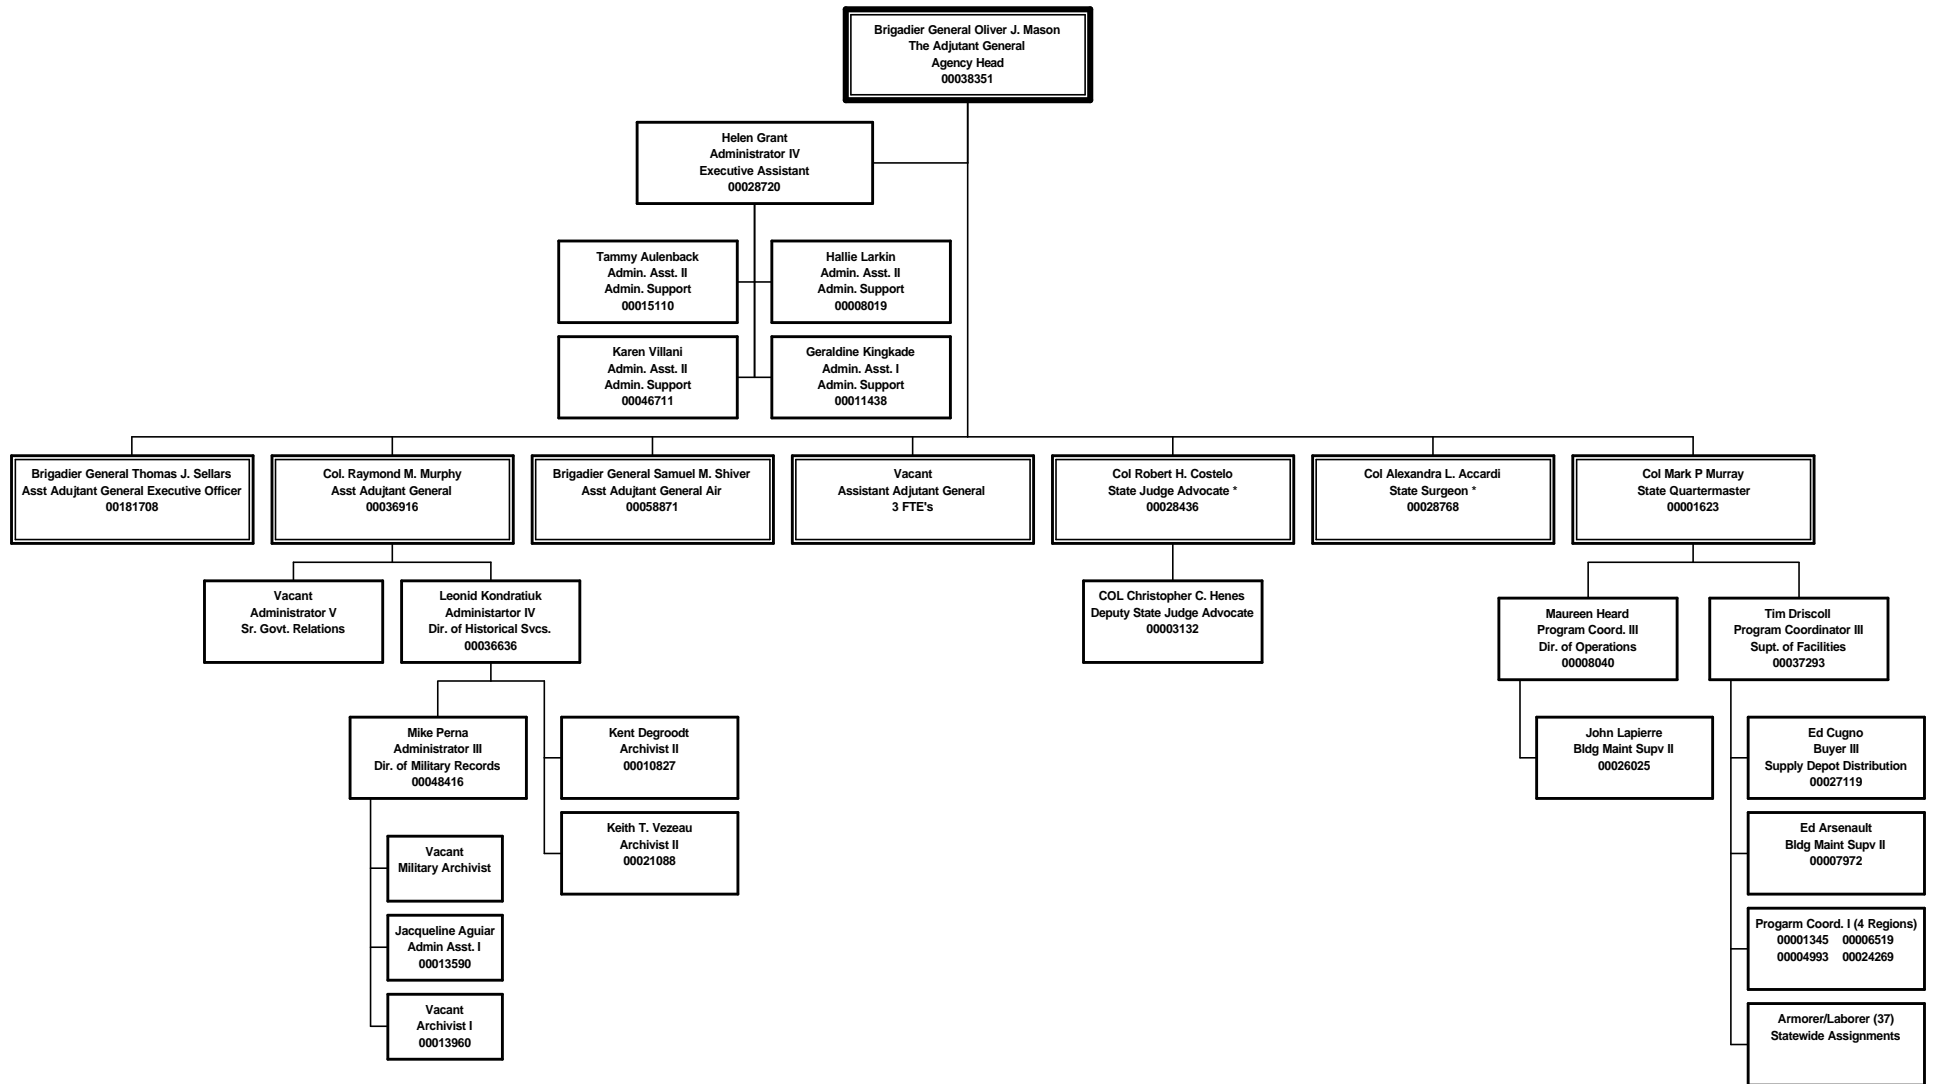 Brigadier General Oliver J. Mason
The Adjutant General
Agency Head
00038351
Helen Grant
Administrator IV
Executive Assistant
00028720
Tammy Aulenback
Admin. Asst. II
Admin. Support
00015110
Hallie Larkin
Admin. Asst. II
Admin. Support
00008019
Karen Villani
Admin. Asst. II
Admin. Support
00046711
Geraldine Kingkade
Admin. Asst. I
Admin. Support
00011438
Brigadier General Thomas J. Sellars
Asst Adujtant General Executive Officer
00181708
Col. Raymond M. Murphy
Asst Adujtant General
00036916
Brigadier General Samuel M. Shiver
Asst Adujtant General Air
00058871
Vacant
Assistant Adjutant General
3 FTE's
Col Robert H. Costelo
State Judge Advocate *
00028436
Col Alexandra L. Accardi
State Surgeon *
00028768
Col Mark P Murray
State Quartermaster
00001623
Vacant
Administrator V
Sr. Govt. Relations
Leonid Kondratiuk
Administartor IV
Dir. of Historical Svcs.
00036636
COL Christopher C. Henes
Deputy State Judge Advocate
00003132
Maureen Heard
Program Coord. III
Dir. of Operations
00008040
Tim Driscoll
Program Coordinator III
Supt. of Facilities
00037293
Mike Perna
Administrator III
Dir. of Military Records
00048416
Kent Degroodt
Archivist II
00010827
Keith T. Vezeau
Archivist II
00021088
Vacant
Military Archivist
Jacqueline Aguiar
Admin Asst. I
00013590
Vacant
Archivist I
00013960
John Lapierre
Bldg Maint Supv II
00026025
Ed Cugno
Buyer III
Supply Depot Distribution
00027119
Ed Arsenault
Bldg Maint Supv II
00007972
Progarm Coord. I (4 Regions)
00001345 00006519
00004993 00024269
Armorer/Laborer (37)
Statewide Assignments